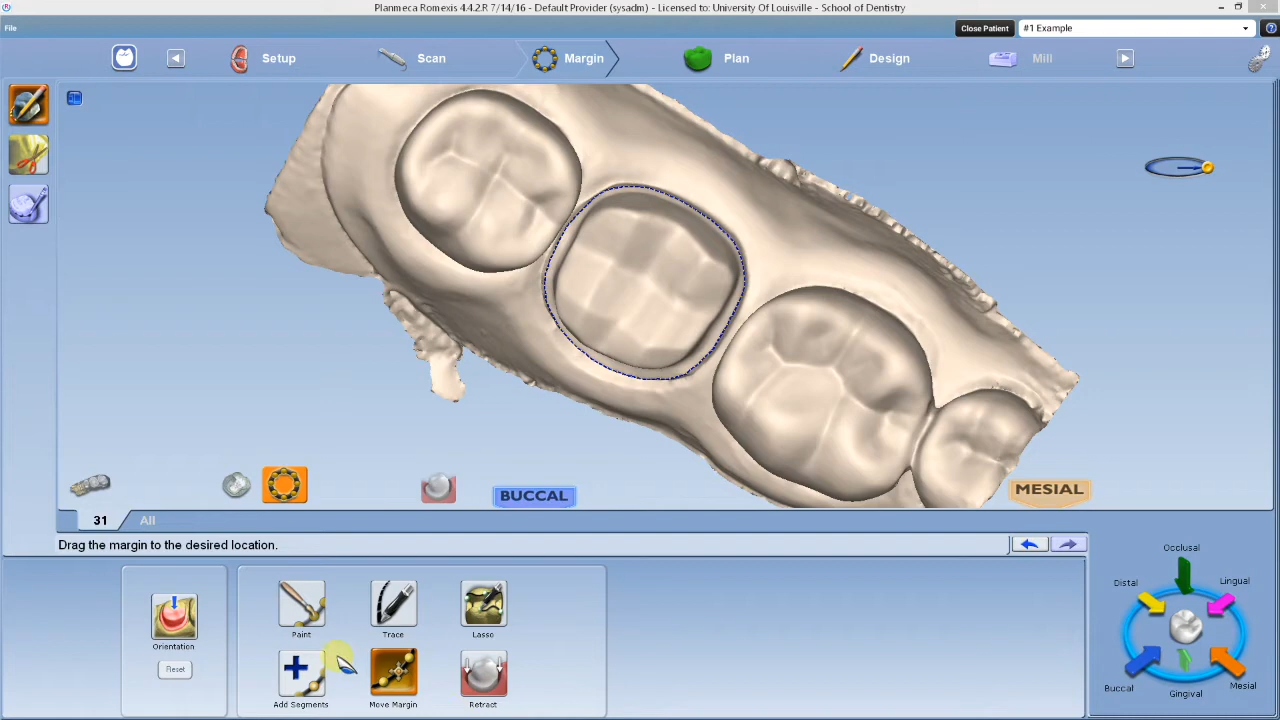 Planmeca Romexis 4.4.2.R 7/14/16 - Default Provider (sysadm) - Licensed to: University Of Louisville - School of Dentistry
File
Close Patient
#1 Example
Setup
Scan
Margin
Plan
Design
Mill
BUCCAL
MESIAL
31
All
Drag the margin to the desired location.
Orientation
Reset
Paint
Trace
Lasso
Add Segments
Move Margin
Retract
Occlusal
Distal
Lingual
Buccal
Gingival
Mesial